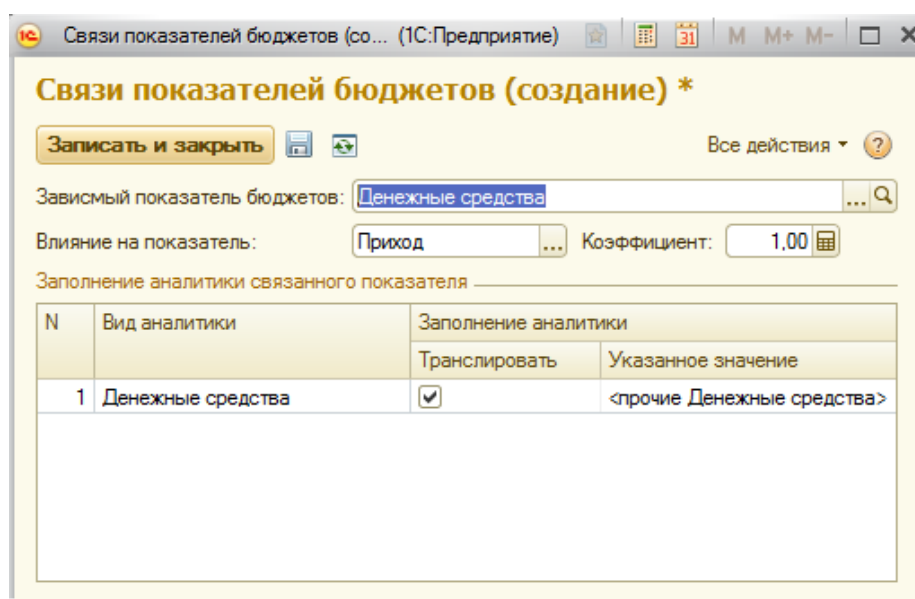 1С Связи показателей бюджетов (со... (1С:Предприятие) 31 M M+ M-
Связи показателей бюджетов (создание) *
Записать и закрыть Все действия ?
Зависмый показатель бюджетов: Денежные средства ...
Влияние на показатель: Приход ... Коэффициент: 1,00
Заполнение аналитики связанного показателя
N Вид аналитики Заполнение аналитики
Транслировать Указанное значение
1 Денежные средства <прочие Денежные средства>